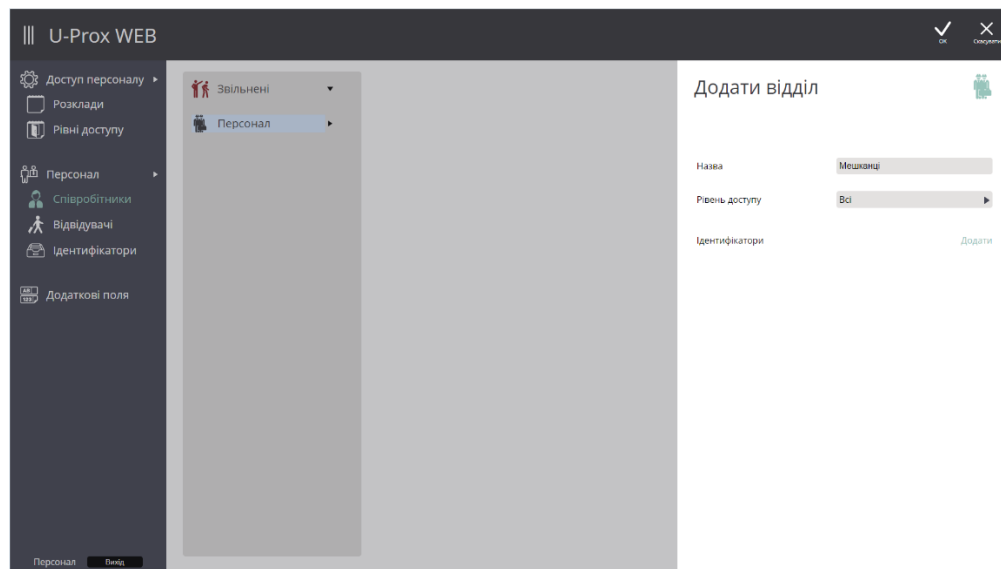 U-Prox WEB
OK
Скасувати
Доступ персоналу
Розклади
Рівні доступу
Персонал
Співробітники
Відвідувачі
Ідентифікатори
Додаткові поля
Персонал
Вихід
Звільнені
Персонал
Додати відділ
Назва
Мешканці
Рівень доступу
Всі
Ідентифікатори
Додати